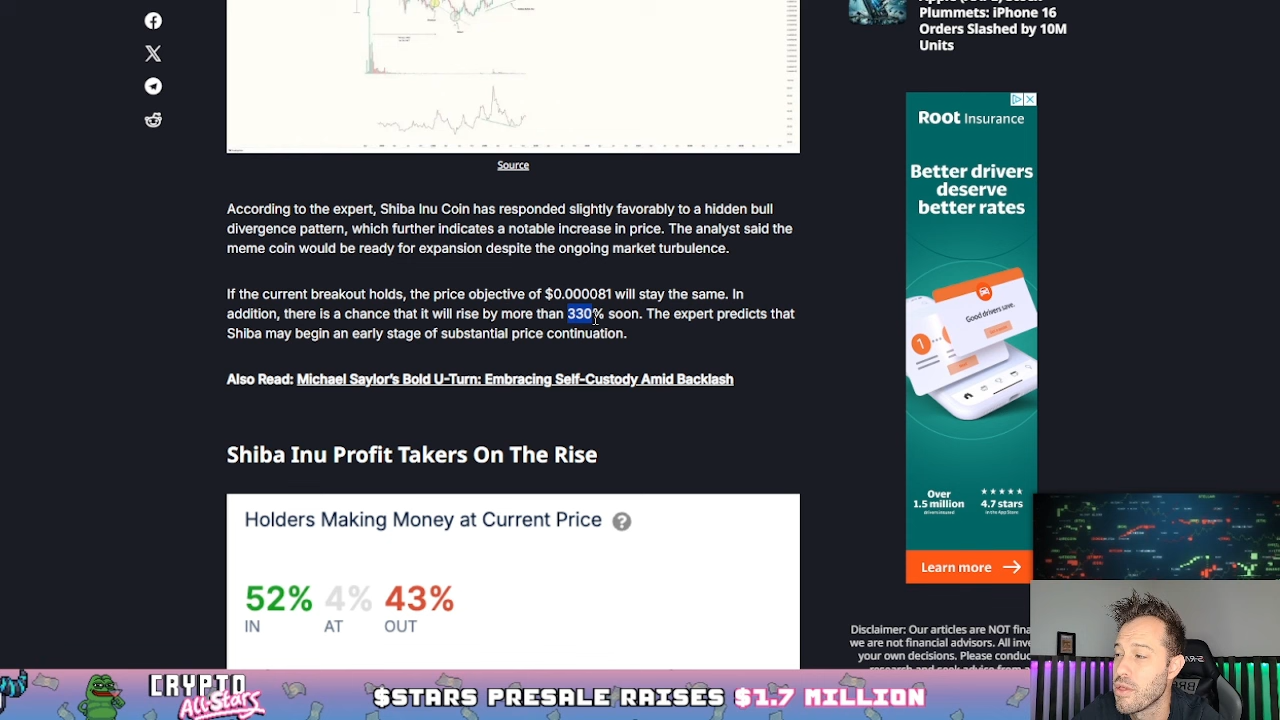 Plummets: iPhone 16
Orders Slashed by 10M
Units
Source
According to the expert, Shiba Inu Coin has responded slightly favorably to a hidden bull
divergence pattern, which further indicates a notable increase in price. The analyst said the
meme coin would be ready for expansion despite the ongoing market turbulence.
If the current breakout holds, the price objective of $0.000081 will stay the same. In
addition, there is a chance that it will rise by more than 330% soon. The expert predicts that
Shiba may begin an early stage of substantial price continuation.
Also Read: Michael Saylor's Bold U-Turn: Embracing Self-Custody Amid Backlash
Shiba Inu Profit Takers On The Rise
Holders Making Money at Current Price ?
52% 4% 43%
IN AT OUT
Root Insurance
Better drivers
deserve
better rates
Good drivers save.
1
Over
1.5 million
drivers insured
★★★★★
4.7 stars
in the App Store
Learn more →
Disclaimer: Our articles are NOT
we are not financial advisors. All
your own decisions. Please
CRYPTO
All-Stars
$STARS PRESALE RAISES $1.7 MILLION